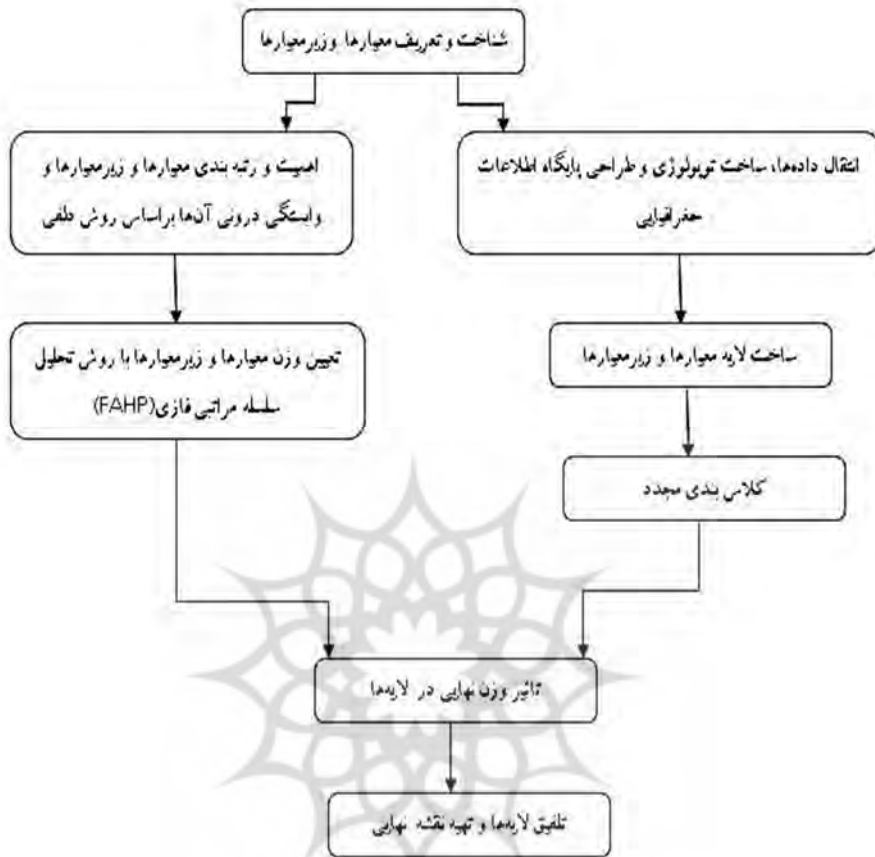 شناخت و تعریف معیارها و زیرمعیارها
انتقال داده‌ها، ساخت توپولوژی و طراحی پایگاه اطلاعات
جغرافیایی
اهمیت و رتبه بندی معیارها و زیرمعیارها و
وابستگی درونی آن‌ها براساس روش دلفی
ساخت لایه معیارها و زیرمعیارها
تعیین وزن معیارها و زیرمعیارها با روش تحلیل
سلسله مراتبی فازی(FAHP)
کلاس بندی مجدد
تاثیر وزن نهایی در لایه‌ها
تلفیق لایه‌ها و تهیه نقشه نهایی